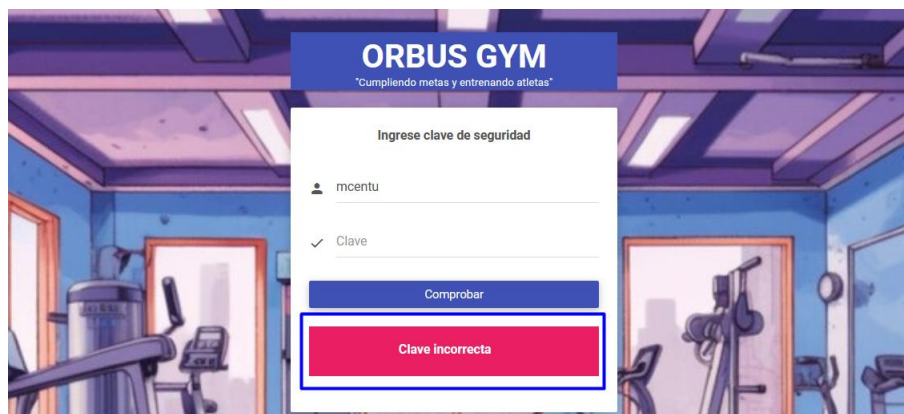 ORBUS GYM
"Cumpliendo metas y entrenando atletas"
Ingrese clave de seguridad
mcentu
Clave
Comprobar
Clave incorrecta